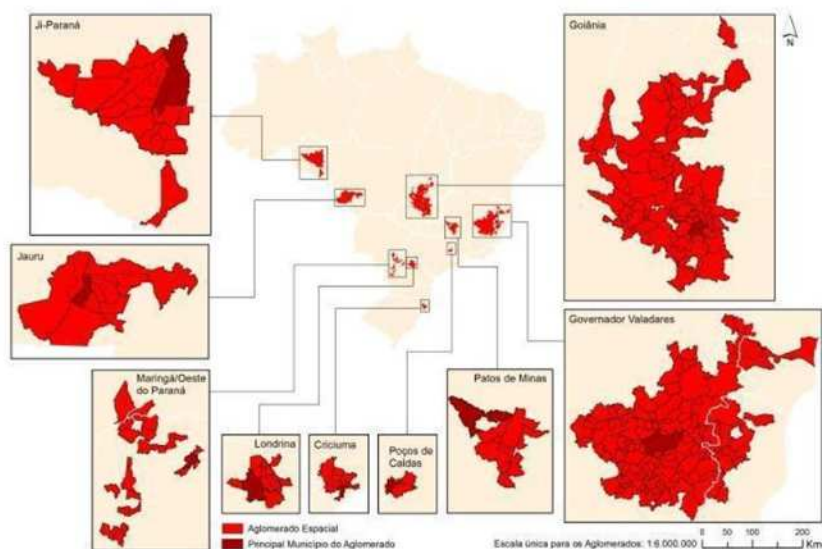 Ji-Paraná
Goiânia
N
Jauru
Governador Valadares
Maringá/Oeste
do Paraná
Londrina
Criciuma
Poços de
Caldas
Patos de Minas
Aglomerado Espacial
Principal Município do Aglomerado
Escala única para os Aglomerados: 1:6.000.000
0 50 100 200
Km